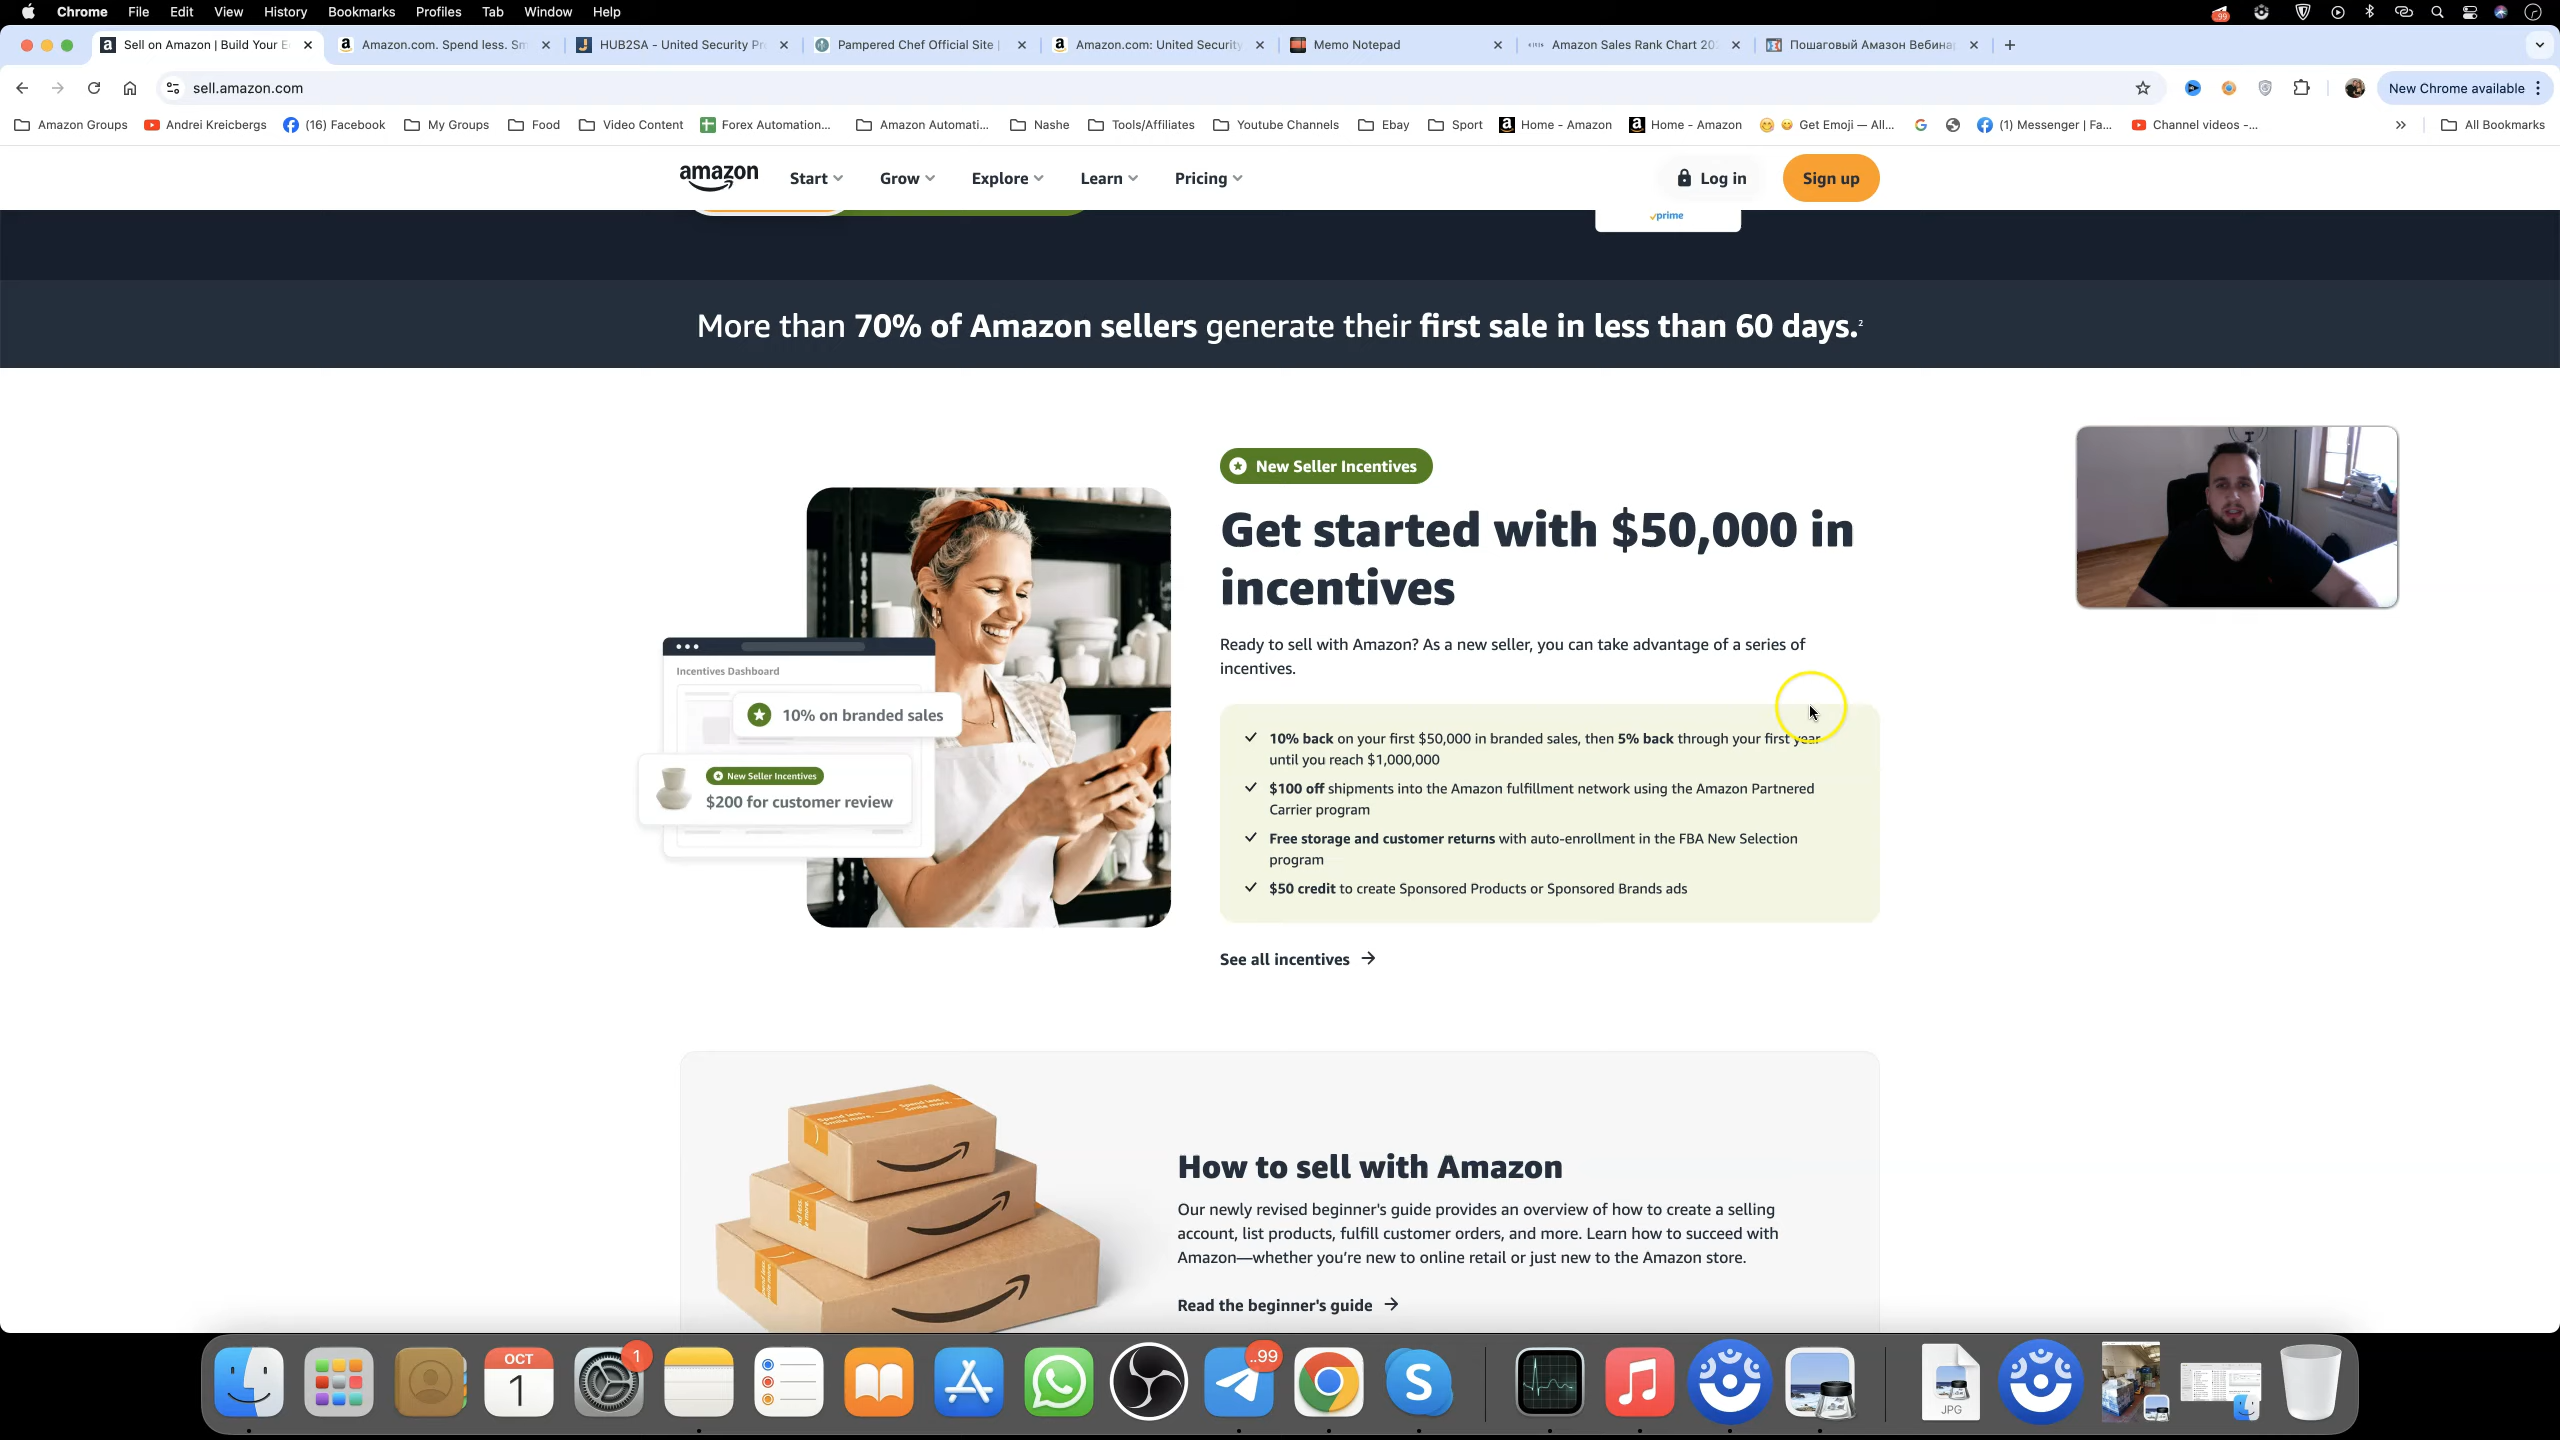 Chrome File Edit View History Bookmarks Profiles Tab Window Help
Sell on Amazon | Build Your E
Amazon.com. Spend less. Sm
HUB2SA - United Security Pr
Pampered Chef Official Site |
Amazon.com: United Security
Memo Notepad
Amazon Sales Rank Chart 20
Пошаговый Амазон Вебина
sell.amazon.com
New Chrome available
Amazon Groups
Andrei Kreicbergs
(16) Facebook
My Groups
Food
Video Content
Forex Automation...
Amazon Automati...
Nashe
Tools/Affiliates
Youtube Channels
Ebay
Sport
Home - Amazon
Home - Amazon
Get Emoji — All...
(1) Messenger | Fa...
Channel videos -...
All Bookmarks
amazon
Start
Grow
Explore
Learn
Pricing
Log in
Sign up
prime
More than 70% of Amazon sellers generate their first sale in less than 60 days.²
New Seller Incentives
Get started with $50,000 in
incentives
Ready to sell with Amazon? As a new seller, you can take advantage of a series of
incentives.
10% back on your first $50,000 in branded sales, then 5% back through your first year
until you reach $1,000,000
$100 off shipments into the Amazon fulfillment network using the Amazon Partnered
Carrier program
Free storage and customer returns with auto-enrollment in the FBA New Selection
program
$50 credit to create Sponsored Products or Sponsored Brands ads
See all incentives
Incentives Dashboard
10% on branded sales
New Seller Incentives
$200 for customer review
How to sell with Amazon
Our newly revised beginner's guide provides an overview of how to create a selling
account, list products, fulfill customer orders, and more. Learn how to succeed with
Amazon—whether you’re new to online retail or just new to the Amazon store.
Read the beginner's guide
OCT
1
1
..99
S
JPG